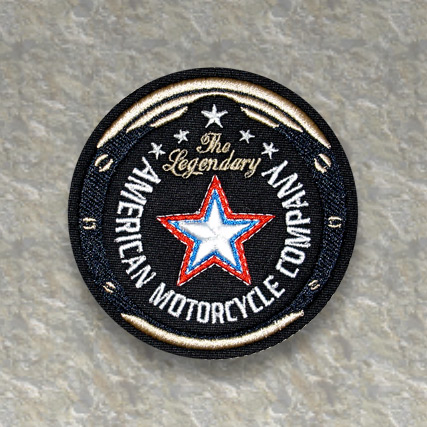 The
Legendary
AMERICAN MOTORCYCLE COMPANY